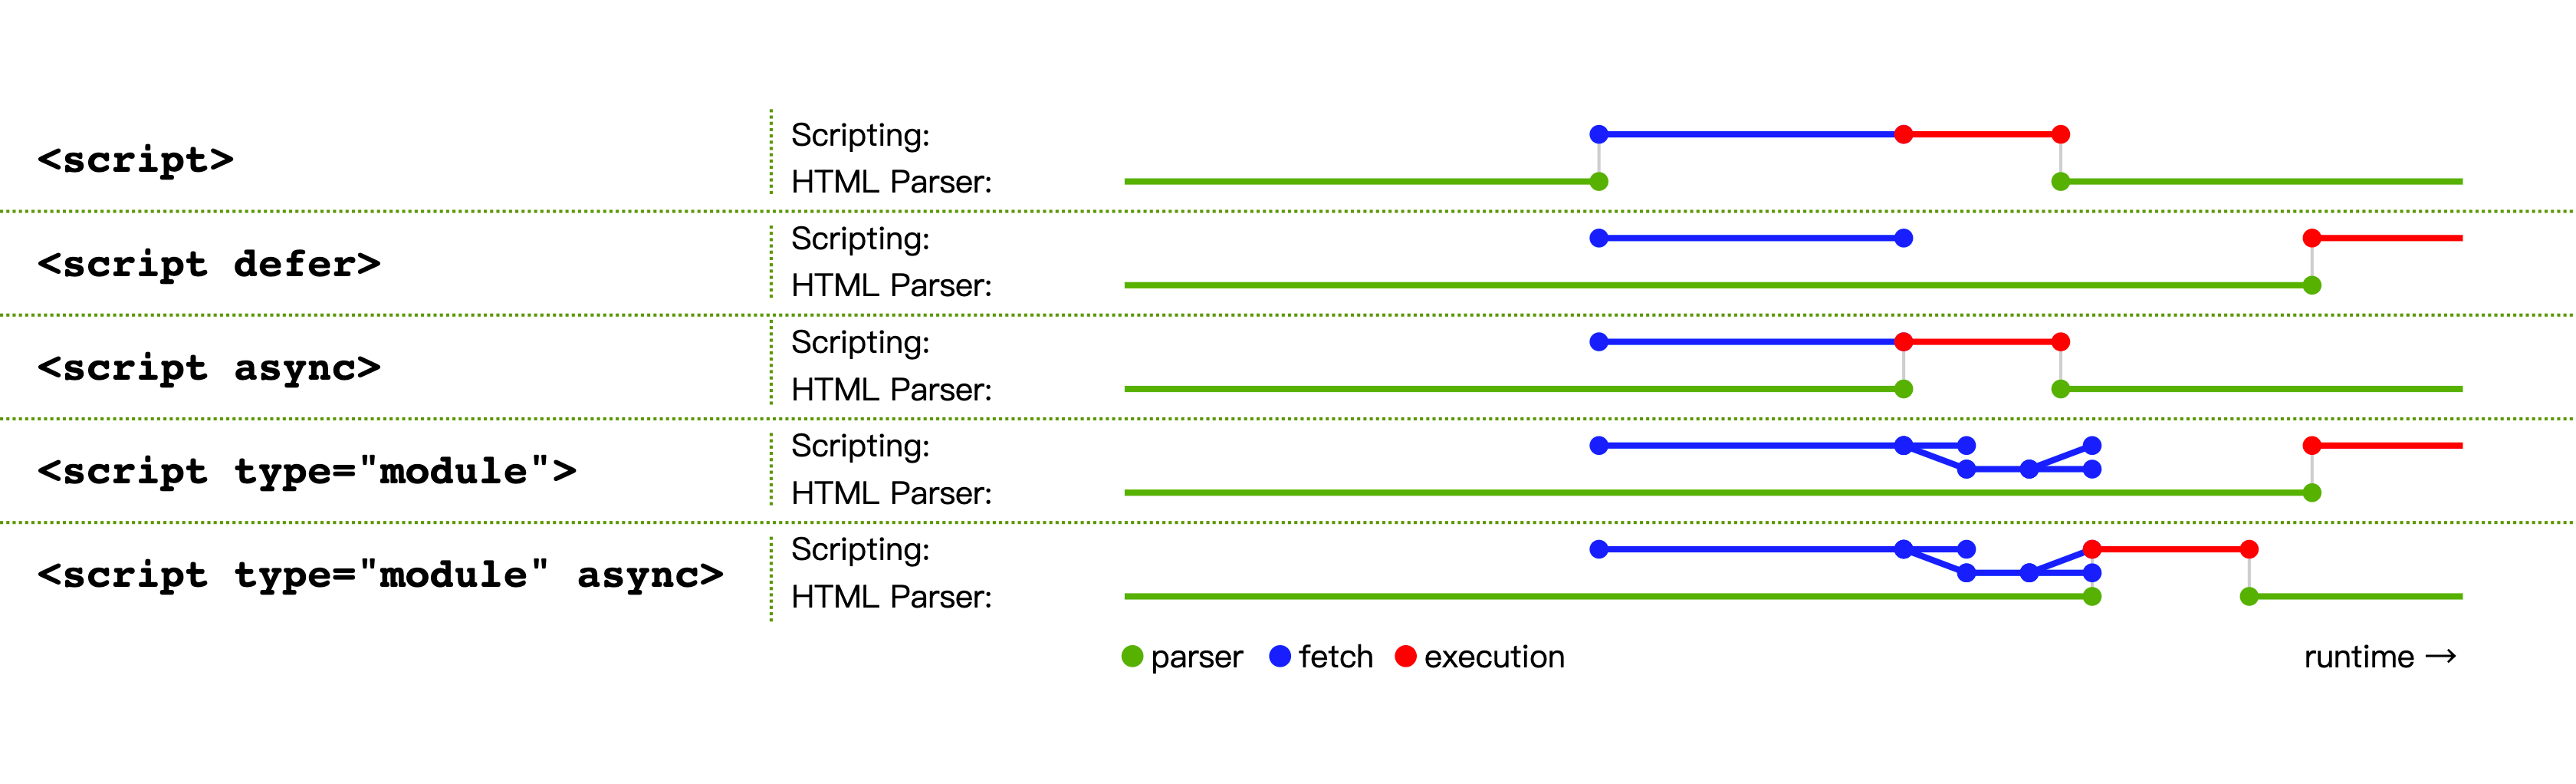 <script>
Scripting:
HTML Parser:
<script defer>
Scripting:
HTML Parser:
<script async>
Scripting:
HTML Parser:
<script type="module">
Scripting:
HTML Parser:
<script type="module" async>
Scripting:
HTML Parser:
parser fetch execution runtime →